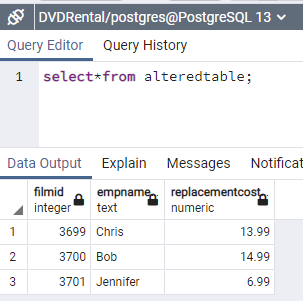 DVDRental/postgres@PostgreSQL 13
Query Editor Query History
1 select*from alteredtable;
Data Output Explain Messages Notificat
filmid empname replacementcost
integer text numeric
1 3699 Chris 13.99
2 3700 Bob 14.99
3 3701 Jennifer 6.99